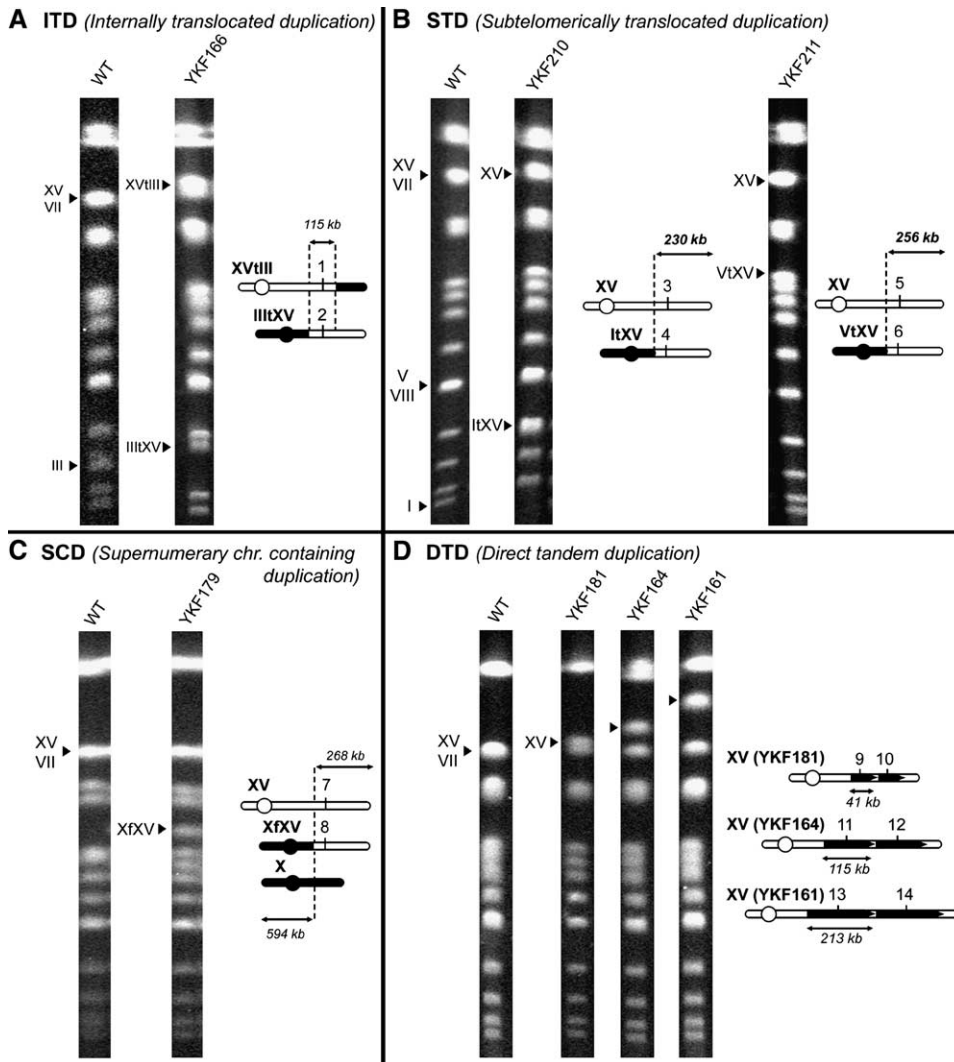 A ITD (Internally translocated duplication)
WT
YKF166
XV
VII
III
XVtIII
IIItXV
115 kb
XVtIII
1
IIItXV
2
B STD (Subtelomerically translocated duplication)
WT
YKF210
YKF211
XV
VII
V
VIII
I
XV
ItXV
230 kb
XV
3
ItXV
4
XV
VtXV
256 kb
XV
5
VtXV
6
C SCD (Supernumerary chr. containing
duplication)
WT
YKF179
XV
VII
XfXV
268 kb
XV
7
XfXV
8
X
594 kb
D DTD (Direct tandem duplication)
WT
YKF181
YKF164
YKF161
XV
VII
XV
XV (YKF181)
9 10
41 kb
XV (YKF164)
11 12
115 kb
XV (YKF161)
13 14
213 kb